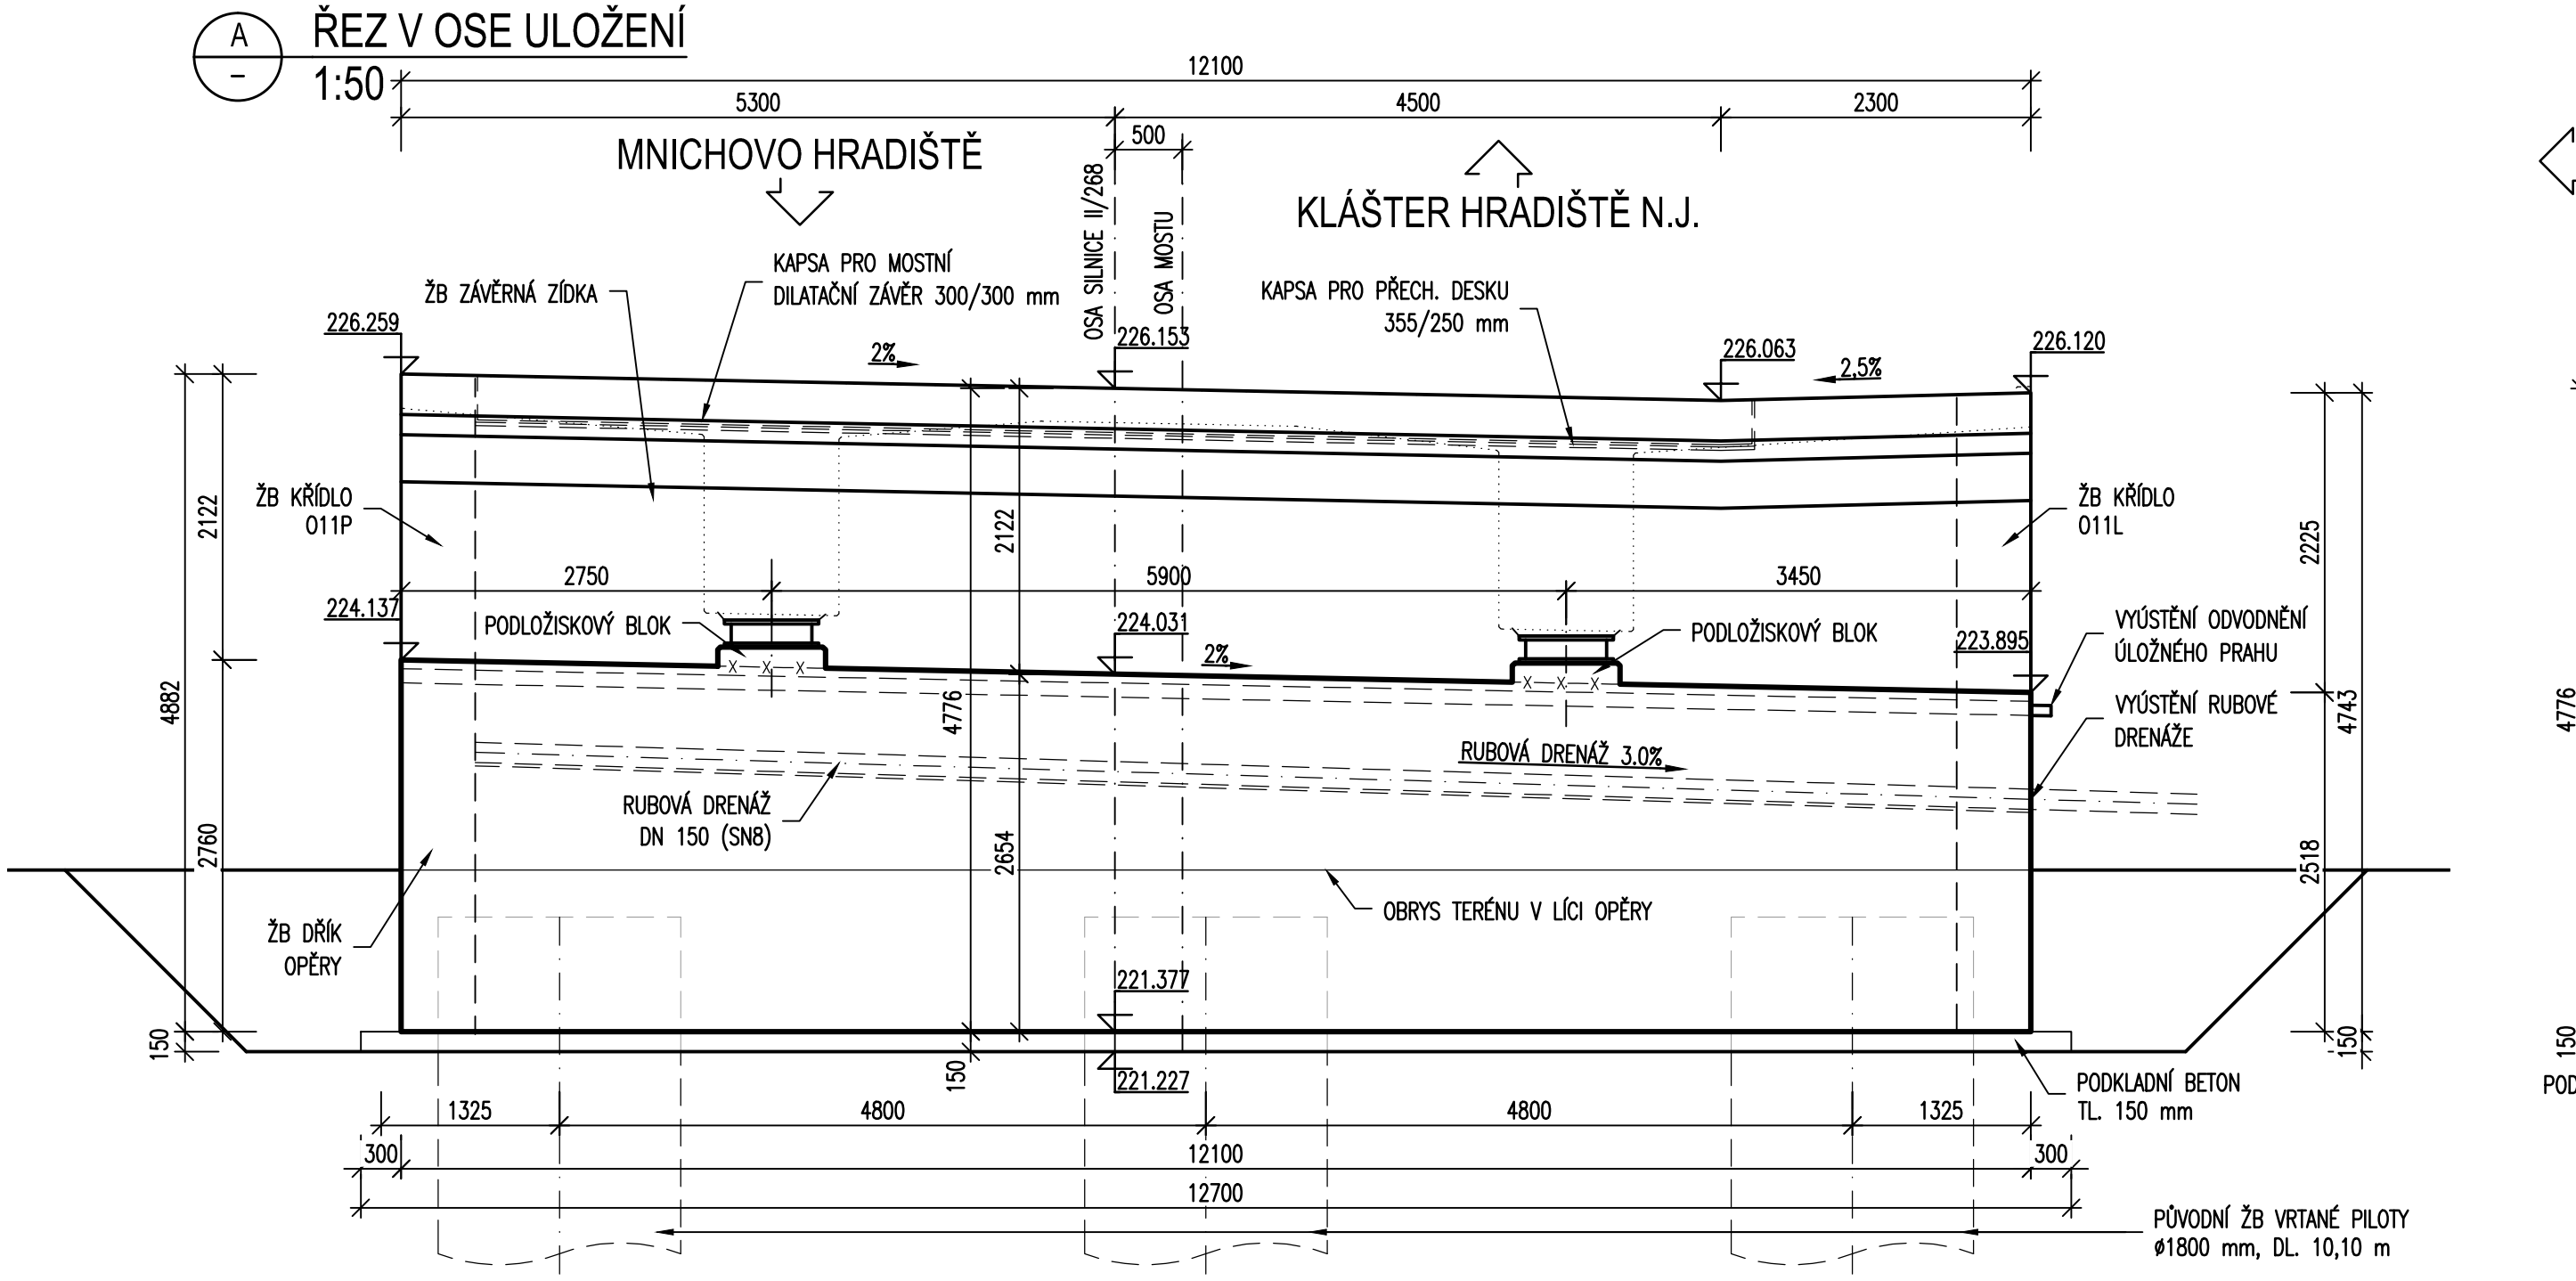 A
–
ŘEZ V OSE ULOŽENÍ
1:50
12100
5300
4500
2300
500
MNICHOVO HRADIŠTĚ
KLÁŠTER HRADIŠTĚ N.J.
OSA SILNICE II/268
OSA MOSTU
KAPSA PRO MOSTNÍ
DILATAČNÍ ZÁVĚR 300/300 mm
ŽB ZÁVĚRNÁ ZÍDKA
KAPSA PRO PŘECH. DESKU
355/250 mm
226.259
226.153
226.063
226.120
2%
2,5%
2122
2122
2225
ŽB KŘÍDLO
O11P
ŽB KŘÍDLO
O11L
2750
5900
3450
224.137
224.031
223.895
PODLOŽISKOVÝ BLOK
PODLOŽISKOVÝ BLOK
2%
VYÚSTĚNÍ ODVODNĚNÍ
ÚLOŽNÉHO PRAHU
VYÚSTĚNÍ RUBOVÉ
DRENÁŽE
4882
4776
4743
4776
RUBOVÁ DRENÁŽ 3.0%
RUBOVÁ DRENÁŽ
DN 150 (SN8)
2760
2654
2518
OBRYS TERÉNU V LÍCI OPĚRY
ŽB DŘÍK
OPĚRY
221.377
221.227
150
150
150
150
PODKLADNÍ BETON
TL. 150 mm
POD
1325
4800
4800
1325
300
12100
300
12700
PŮVODNÍ ŽB VRTANÉ PILOTY
ø1800 mm, DL. 10,10 m